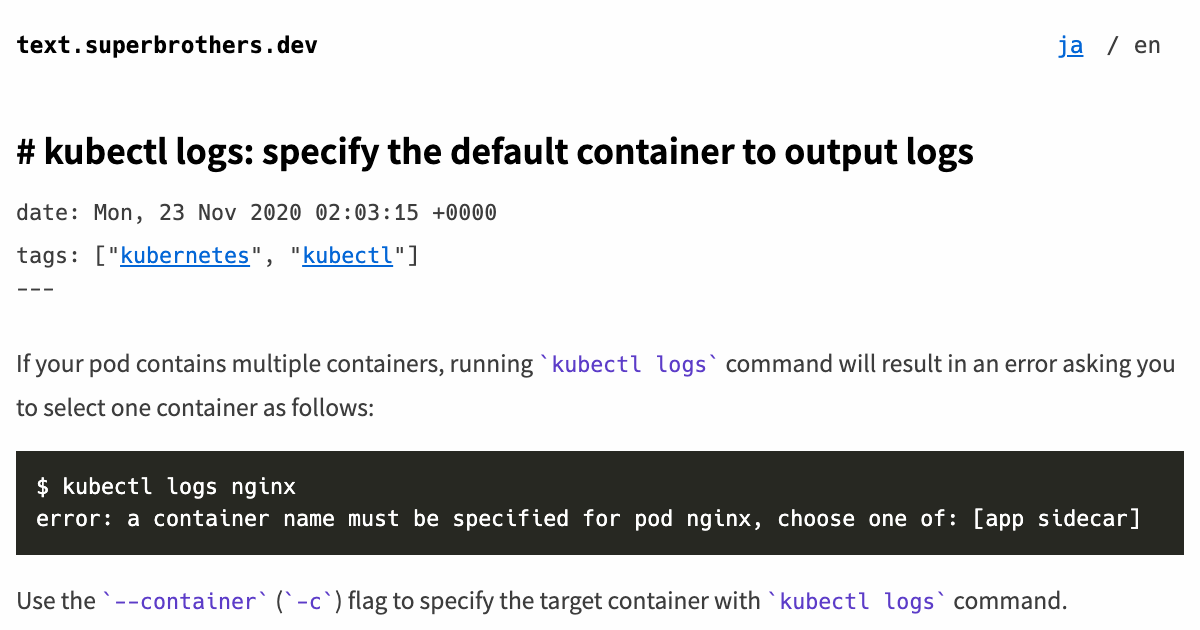 text.superbrothers.dev
ja / en
# kubectl logs: specify the default container to output logs
date: Mon, 23 Nov 2020 02:03:15 +0000
tags: ["kubernetes", "kubectl"]
---
If your pod contains multiple containers, running `kubectl logs` command will result in an error asking you
to select one container as follows:
$ kubectl logs nginx
error: a container name must be specified for pod nginx, choose one of: [app sidecar]
Use the `--container` (`-c`) flag to specify the target container with `kubectl logs` command.